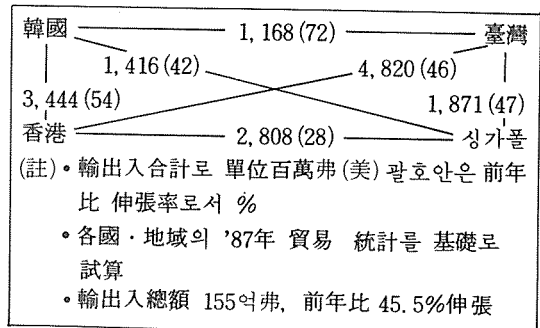 韓國 1,168(72) 臺灣
1,416(42) 4,820(46)
3,444(54) 1,871(47)
香港 2,808(28) 싱가폴
(註)• 輸出入合計로 單位百萬弗(美) 괄호안은 前年
比 伸張率로서 %
• 各國·地域의 '87年 貿易 統計를 基礎로
試算
• 輸出入總額 155억弗, 前年比 45.5%伸張